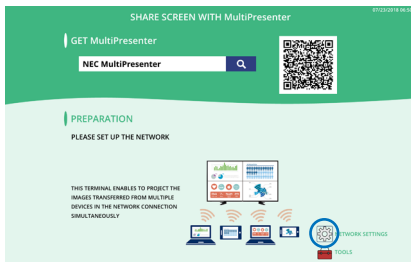 07/23/2018
SHARE SCREEN WITH MultiPresenter
GET MultiPresenter
NEC MultiPresenter
PREPARATION
PLEASE SET UP THE NETWORK
THIS TERMINAL ENABLES TO PROJECT THE
IMAGES TRANSFERRED FROM MULTIPLE
DEVICES IN THE NETWORK CONNECTION
SIMULTANEOUSLY
NETWORK SETTINGS
TOOLS